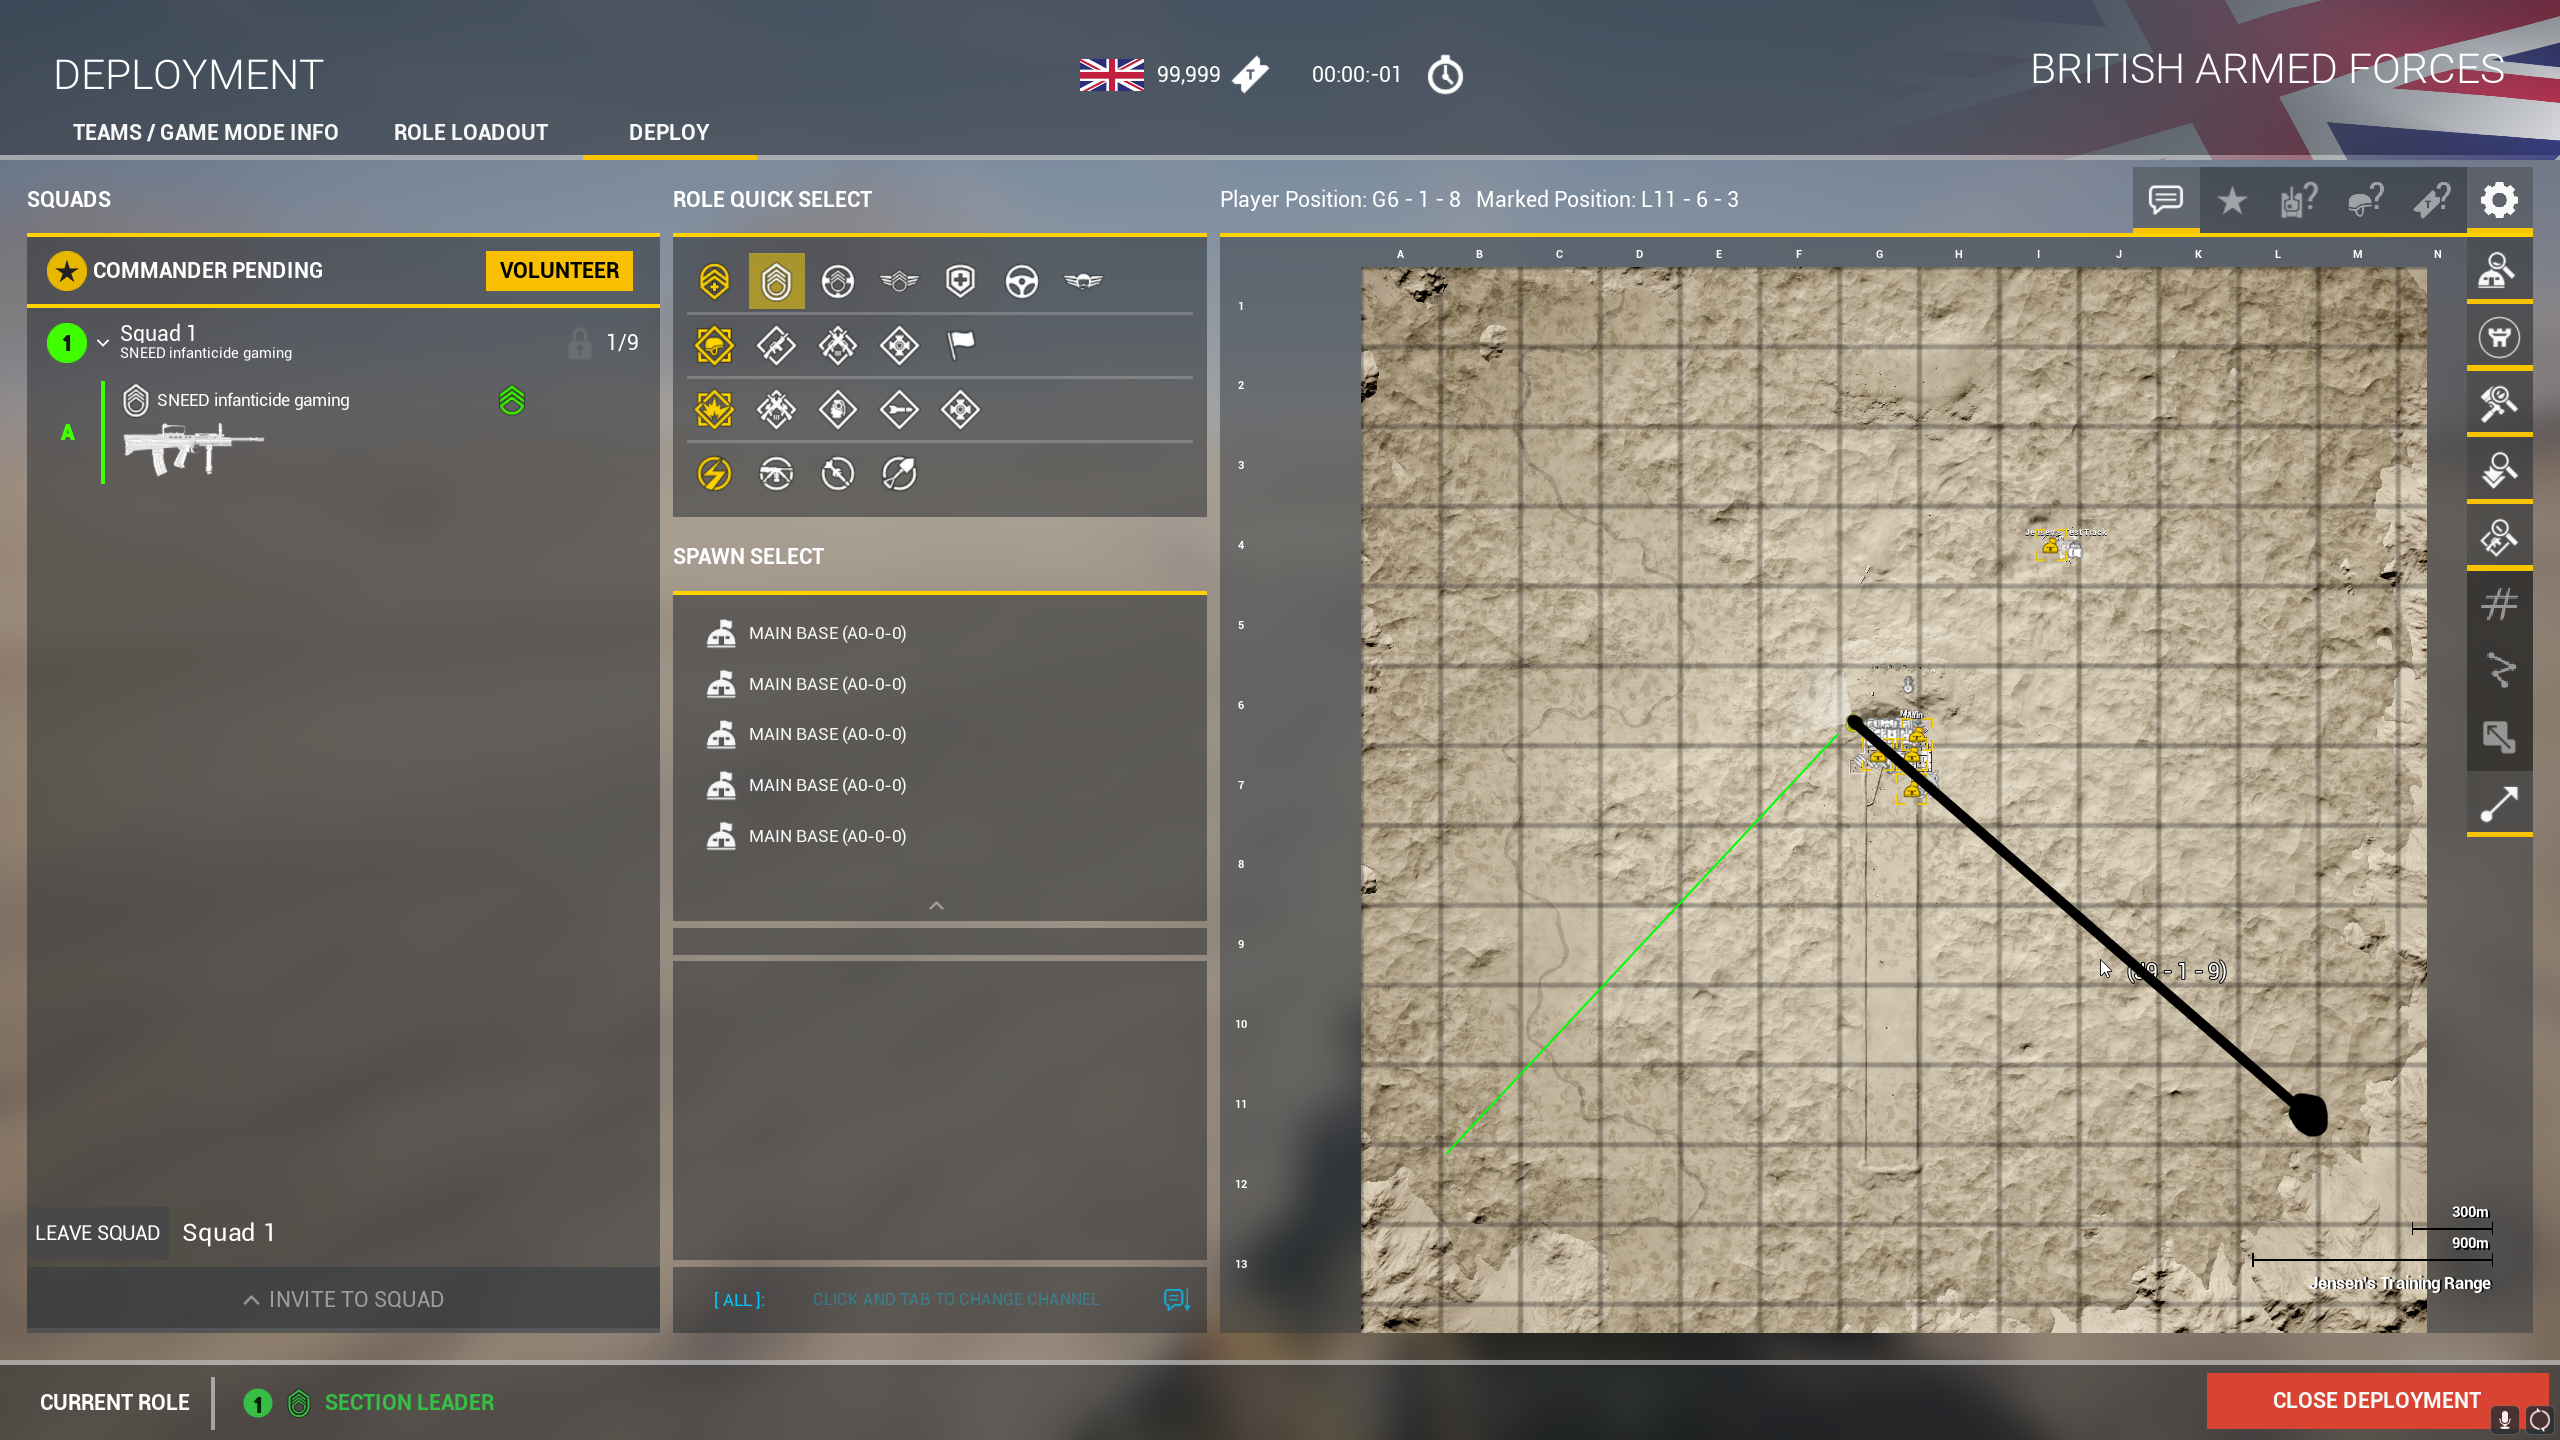 DEPLOYMENT
99,999
T
00:00:-01
BRITISH ARMED FORCES
TEAMS / GAME MODE INFO
ROLE LOADOUT
DEPLOY
SQUADS
COMMANDER PENDING
VOLUNTEER
1
Squad 1
SNEED infanticide gaming
1/9
SNEED infanticide gaming
A
LEAVE SQUAD
Squad 1
INVITE TO SQUAD
ROLE QUICK SELECT
SPAWN SELECT
MAIN BASE (A0-0-0)
MAIN BASE (A0-0-0)
MAIN BASE (A0-0-0)
MAIN BASE (A0-0-0)
MAIN BASE (A0-0-0)
[ ALL ]:
CLICK AND TAB TO CHANGE CHANNEL
Player Position: G6 - 1 - 8 Marked Position: L11 - 6 - 3
A B C D E F G H I J K L M N
1
2
3
4
5
6
7
8
9
10
11
12
13
Main
- 1 - 9)
300m
900m
Jensen's Training Range
CURRENT ROLE
1
SECTION LEADER
CLOSE DEPLOYMENT